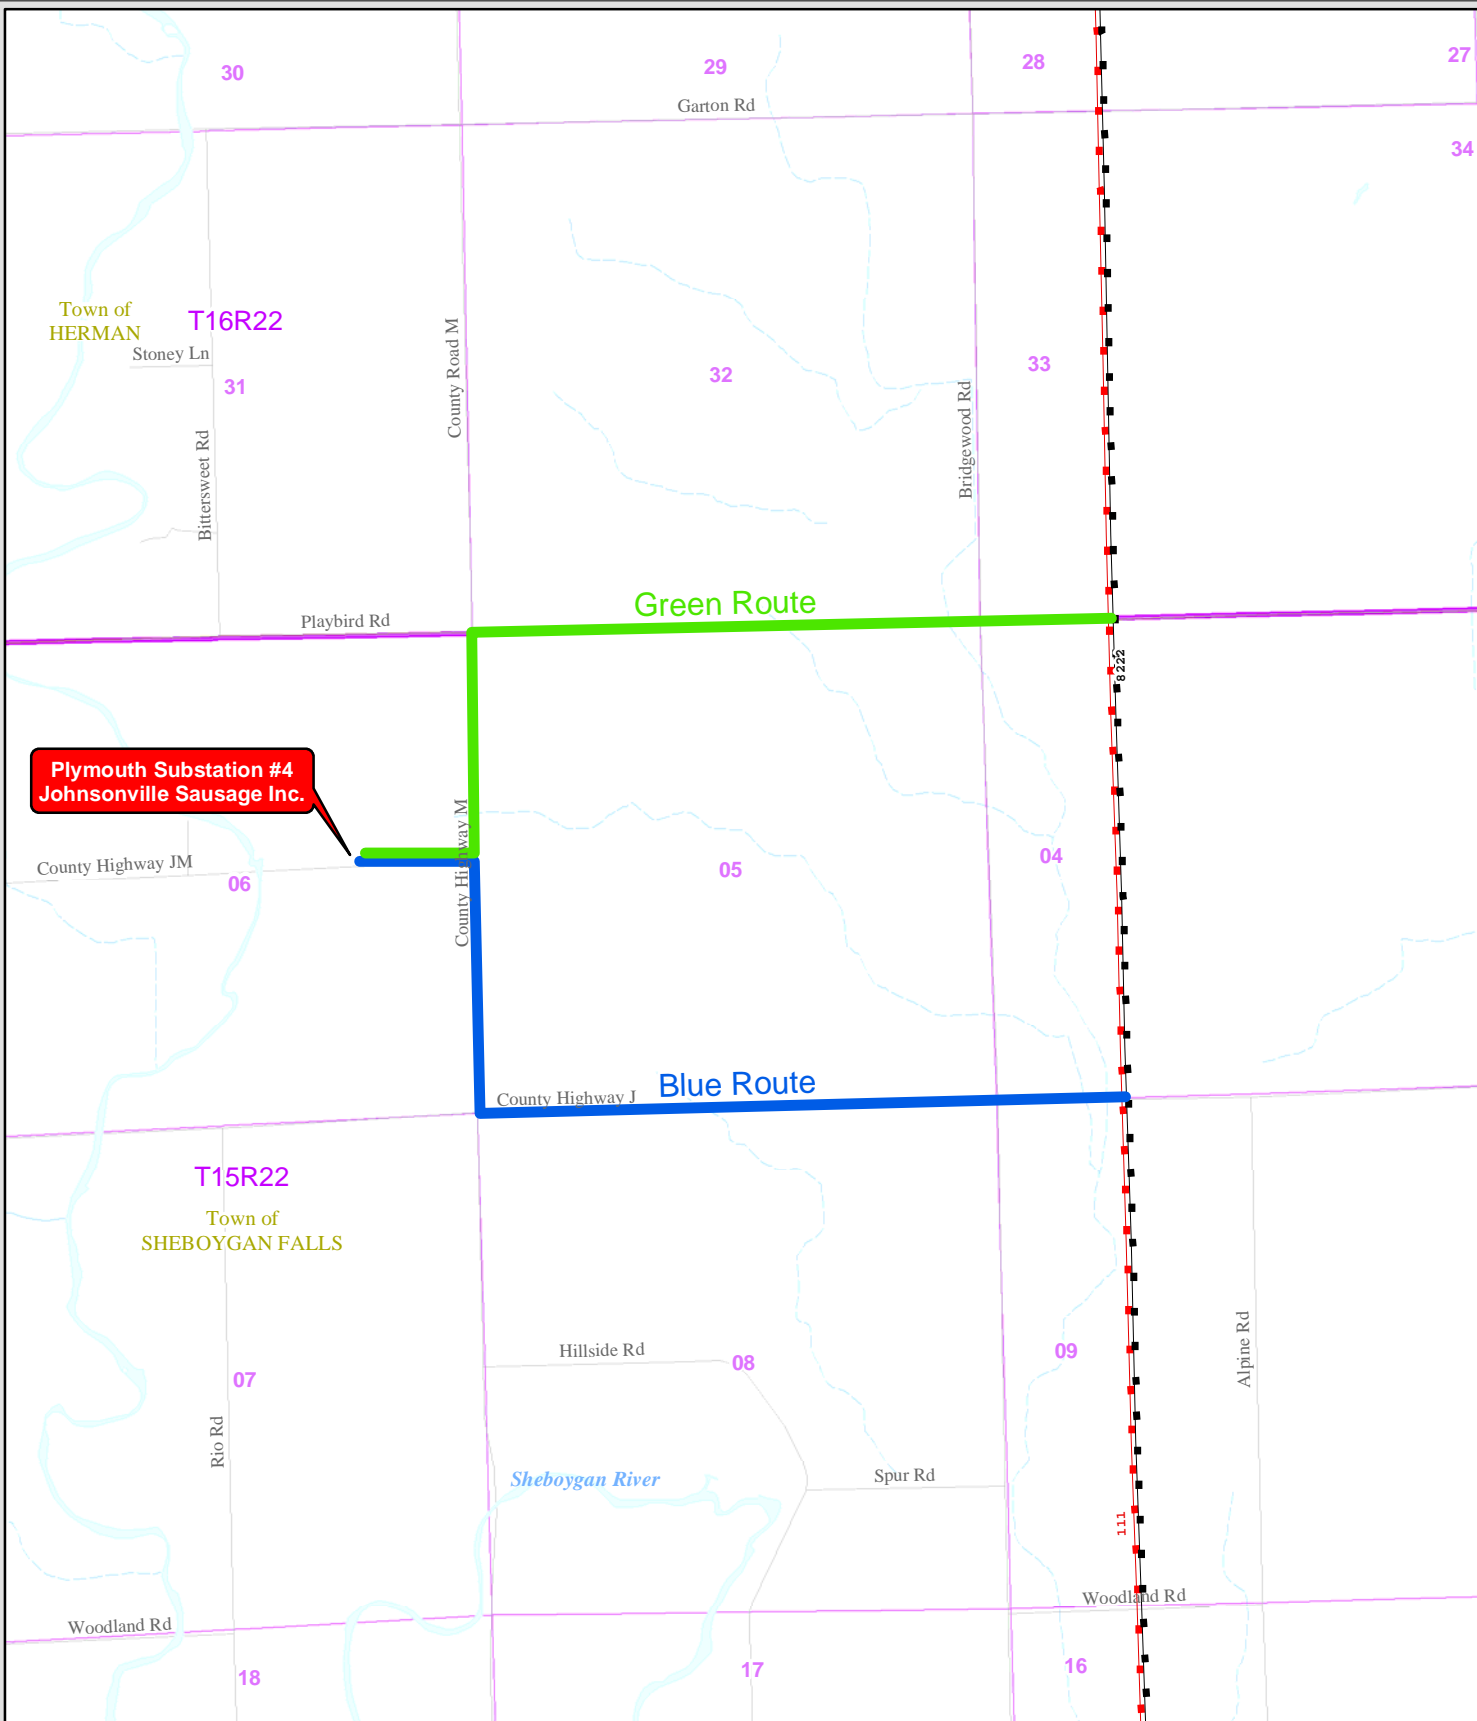 30
29
28
27
Garton Rd
34
Town of
HERMAN
T16R22
Stoney Ln
31
County Road M
32
33
Bridgewood Rd
Bittersweet Rd
Green Route
Playbird Rd
8222
Plymouth Substation #4
Johnsonville Sausage Inc.
County Highway JM
06
County Highway M
05
04
Blue Route
County Highway J
T15R22
Town of
SHEBOYGAN FALLS
Hillside Rd
08
09
Alpine Rd
07
Rio Rd
Sheboygan River
Spur Rd
111
Woodland Rd
Woodland Rd
18
17
16